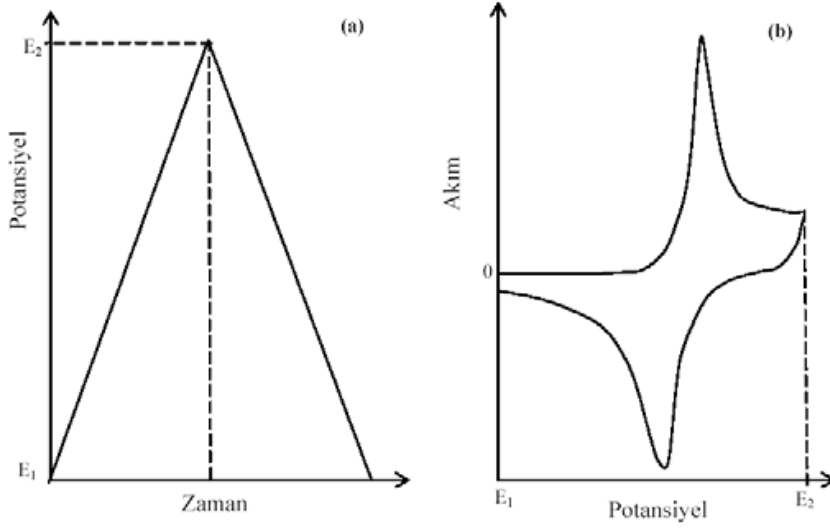 (a)
E₂
Potansiyel
E₁
Zaman
(b)
Akım
0
E₁
E₂
Potansiyel